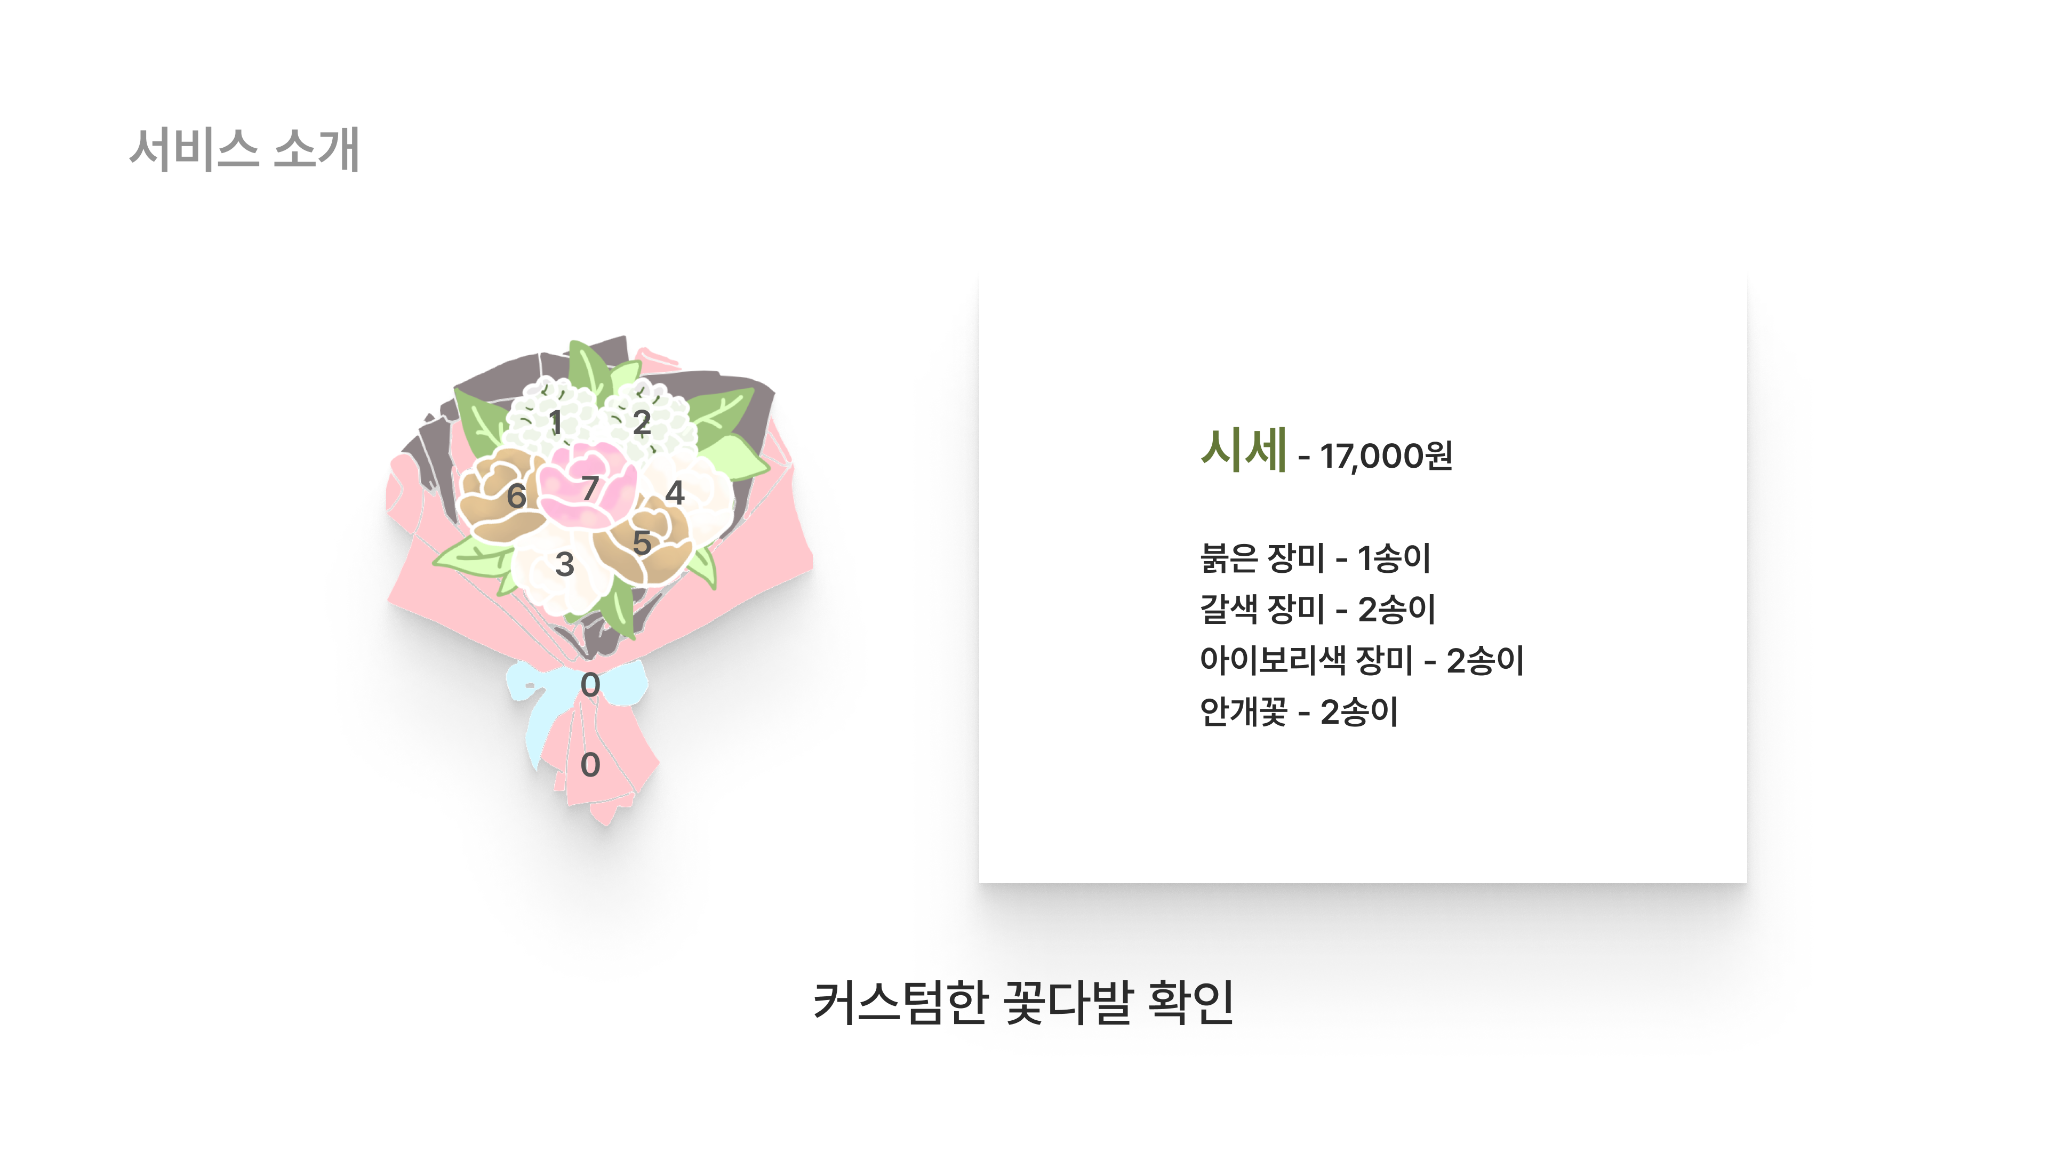 서비스 소개
1
2
6
7
4
5
3
0
0
시세 - 17,000원
붉은 장미 - 1송이
갈색 장미 - 2송이
아이보리색 장미 - 2송이
안개꽃 - 2송이
커스텀한 꽃다발 확인